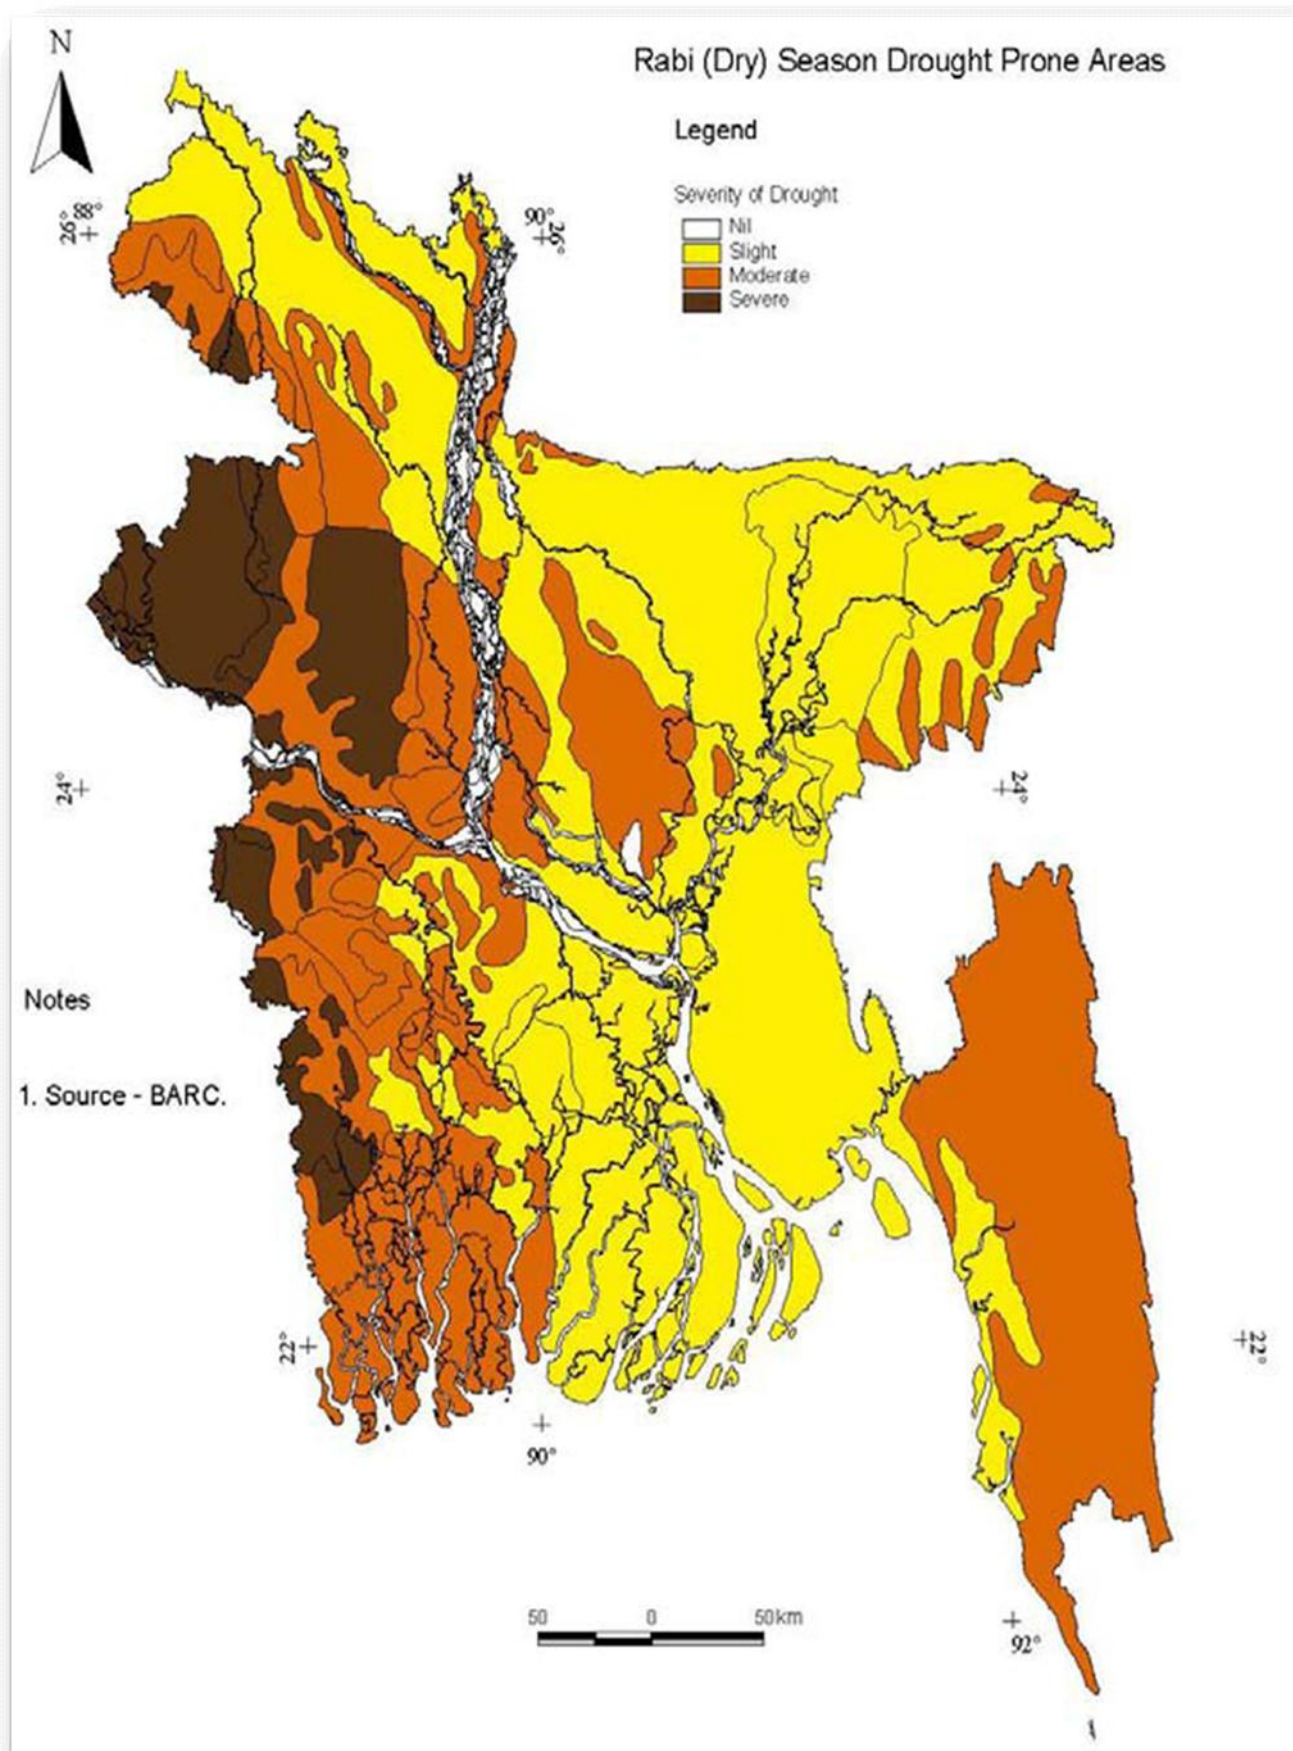 N
Rabi (Dry) Season Drought Prone Areas
Legend
Severity of Drought
Nil
Slight
Moderate
Severe
88°
26°
90°
26°
24°
24°
Notes
1. Source - BARC.
22°
22°
90°
50 0 50km
92°